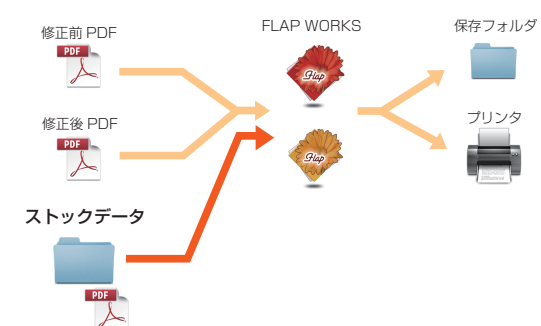 修正前 PDF
PDF
FLAP WORKS
Flap
保存フォルダ
修正後 PDF
PDF
Flap
プリンタ
ストックデータ
PDF